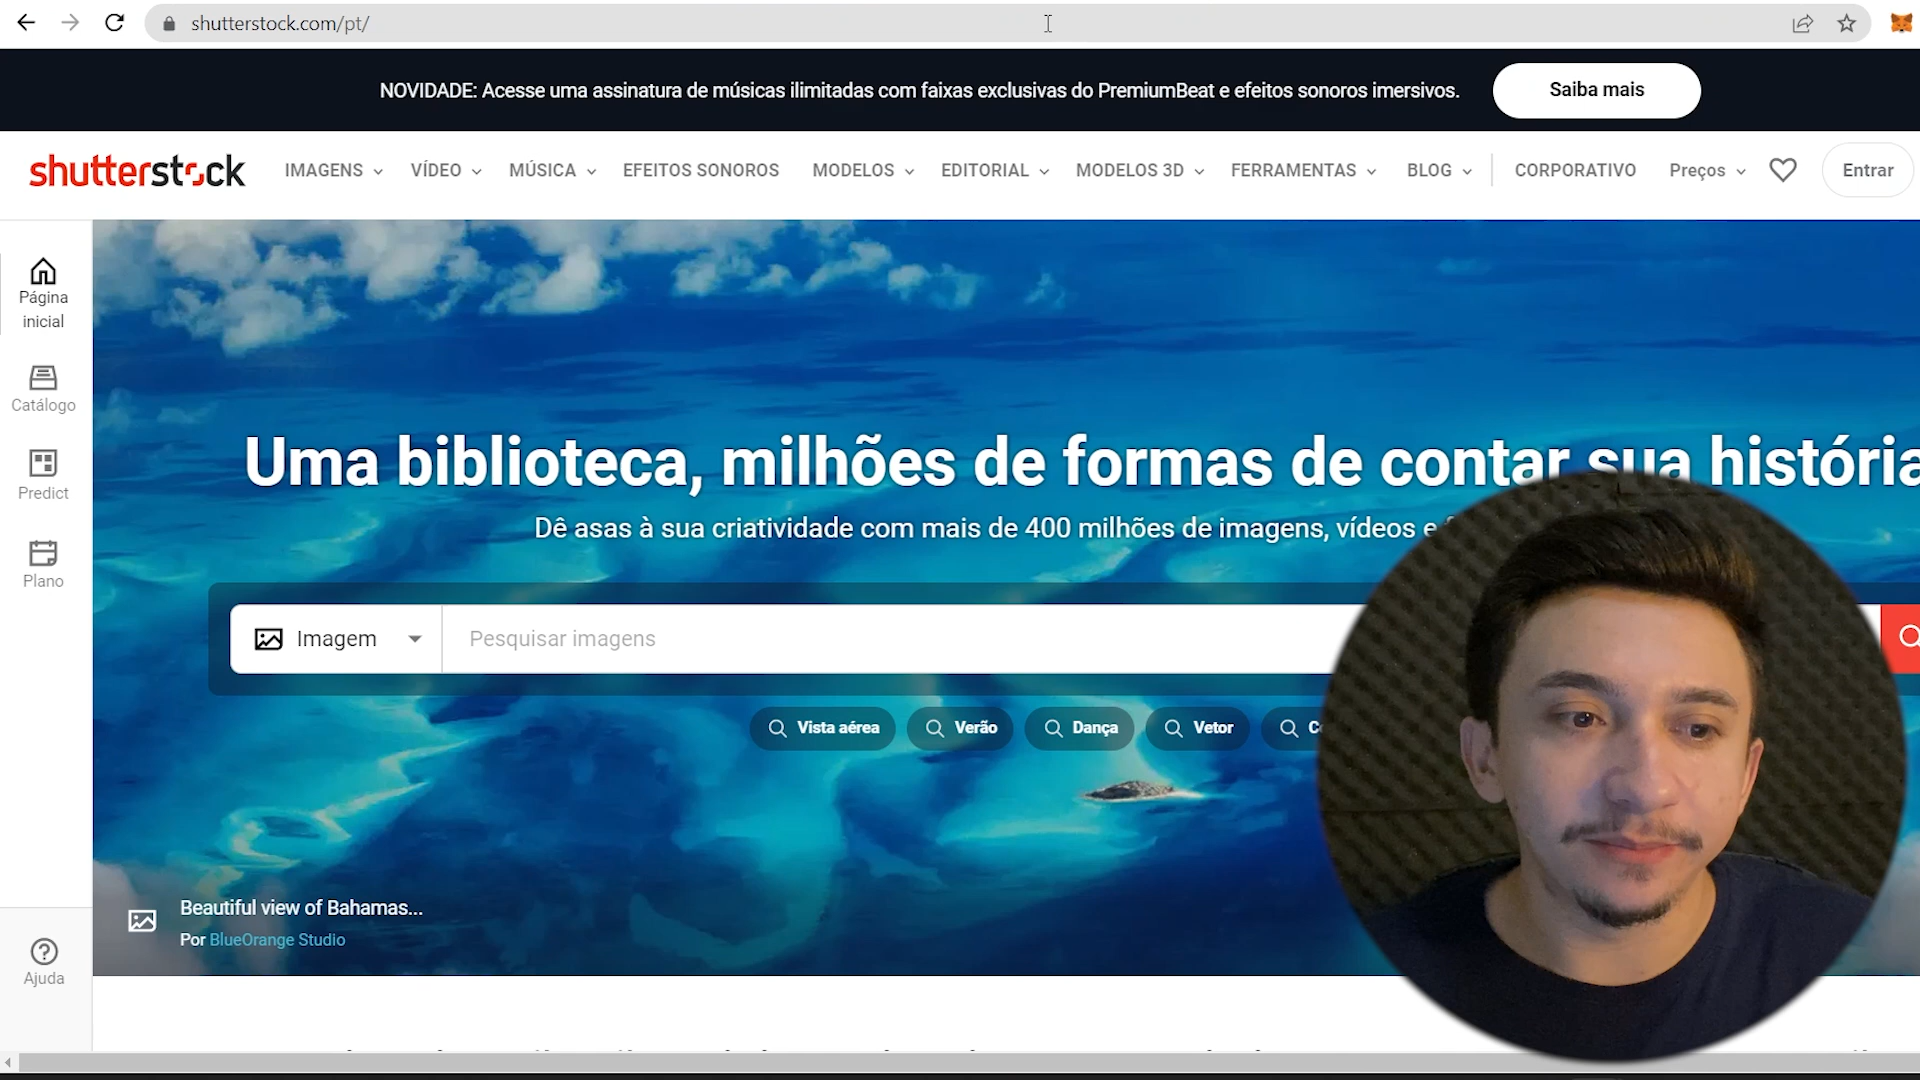 shutterstock.com/pt/
NOVIDADE: Acesse uma assinatura de músicas ilimitadas com faixas exclusivas do PremiumBeat e efeitos sonoros imersivos.
Saiba mais
shutterstock
IMAGENS
VÍDEO
MÚSICA
EFEITOS SONOROS
MODELOS
EDITORIAL
MODELOS 3D
FERRAMENTAS
BLOG
CORPORATIVO
Preços
Entrar
Página
inicial
Catálogo
Predict
Plano
Ajuda
Uma biblioteca, milhões de formas de contar sua história
Dê asas à sua criatividade com mais de 400 milhões de imagens, vídeos e
Imagem
Pesquisar imagens
Vista aérea
Verão
Dança
Vetor
Beautiful view of Bahamas...
Por BlueOrange Studio